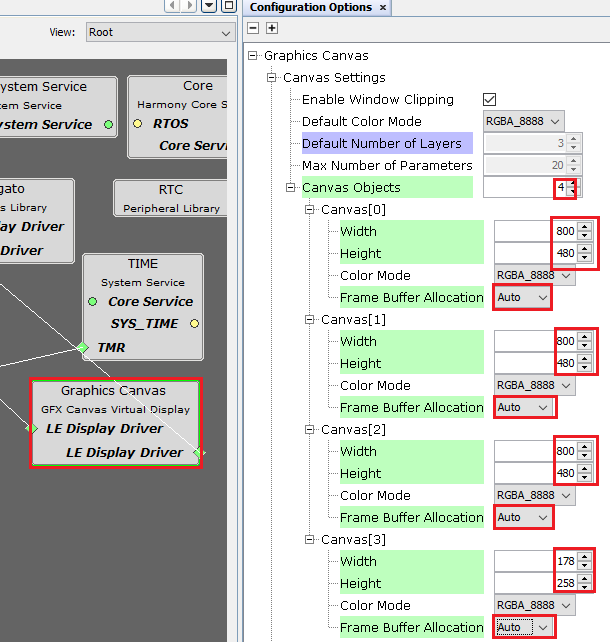 Configuration Options ×
View: Root
ystem Service
em Service
ystem Service
Core
Harmony Core S
RTOS
Core Servi
gato
s Library
lay Driver
Driver
RTC
Peripheral Library
TIME
System Service
Core Service
SYS_TIME
TMR
Graphics Canvas
GFX Canvas Virtual Display
LE Display Driver
LE Display Driver
Graphics Canvas
Canvas Settings
Enable Window Clipping
Default Color Mode RGBA_8888
Default Number of Layers 3
Max Number of Parameters 20
Canvas Objects 4
Canvas[0]
Width 800
Height 480
Color Mode RGBA_8888
Frame Buffer Allocation Auto
Canvas[1]
Width 800
Height 480
Color Mode RGBA_8888
Frame Buffer Allocation Auto
Canvas[2]
Width 800
Height 480
Color Mode RGBA_8888
Frame Buffer Allocation Auto
Canvas[3]
Width 178
Height 258
Color Mode RGBA_8888
Frame Buffer Allocation Auto